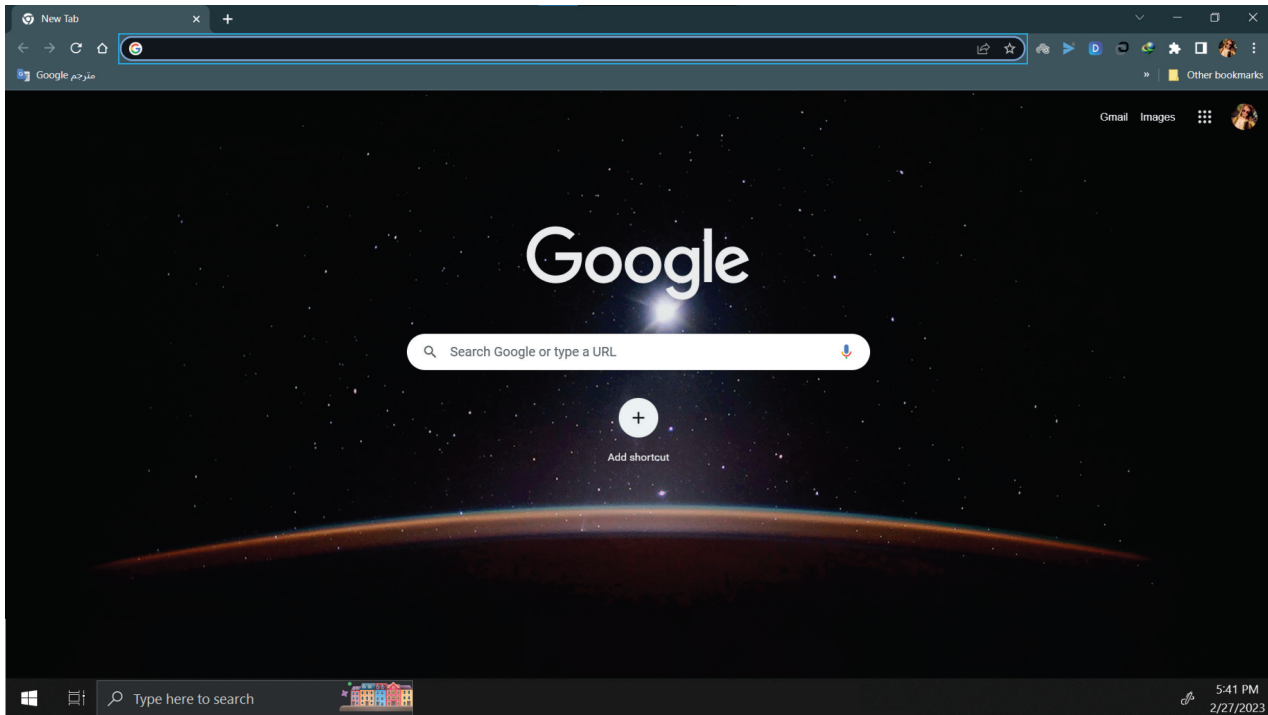 New Tab
مترجم Google
Other bookmarks
Gmail Images
Google
Search Google or type a URL
Add shortcut
Type here to search
5:41 PM
2/27/2023